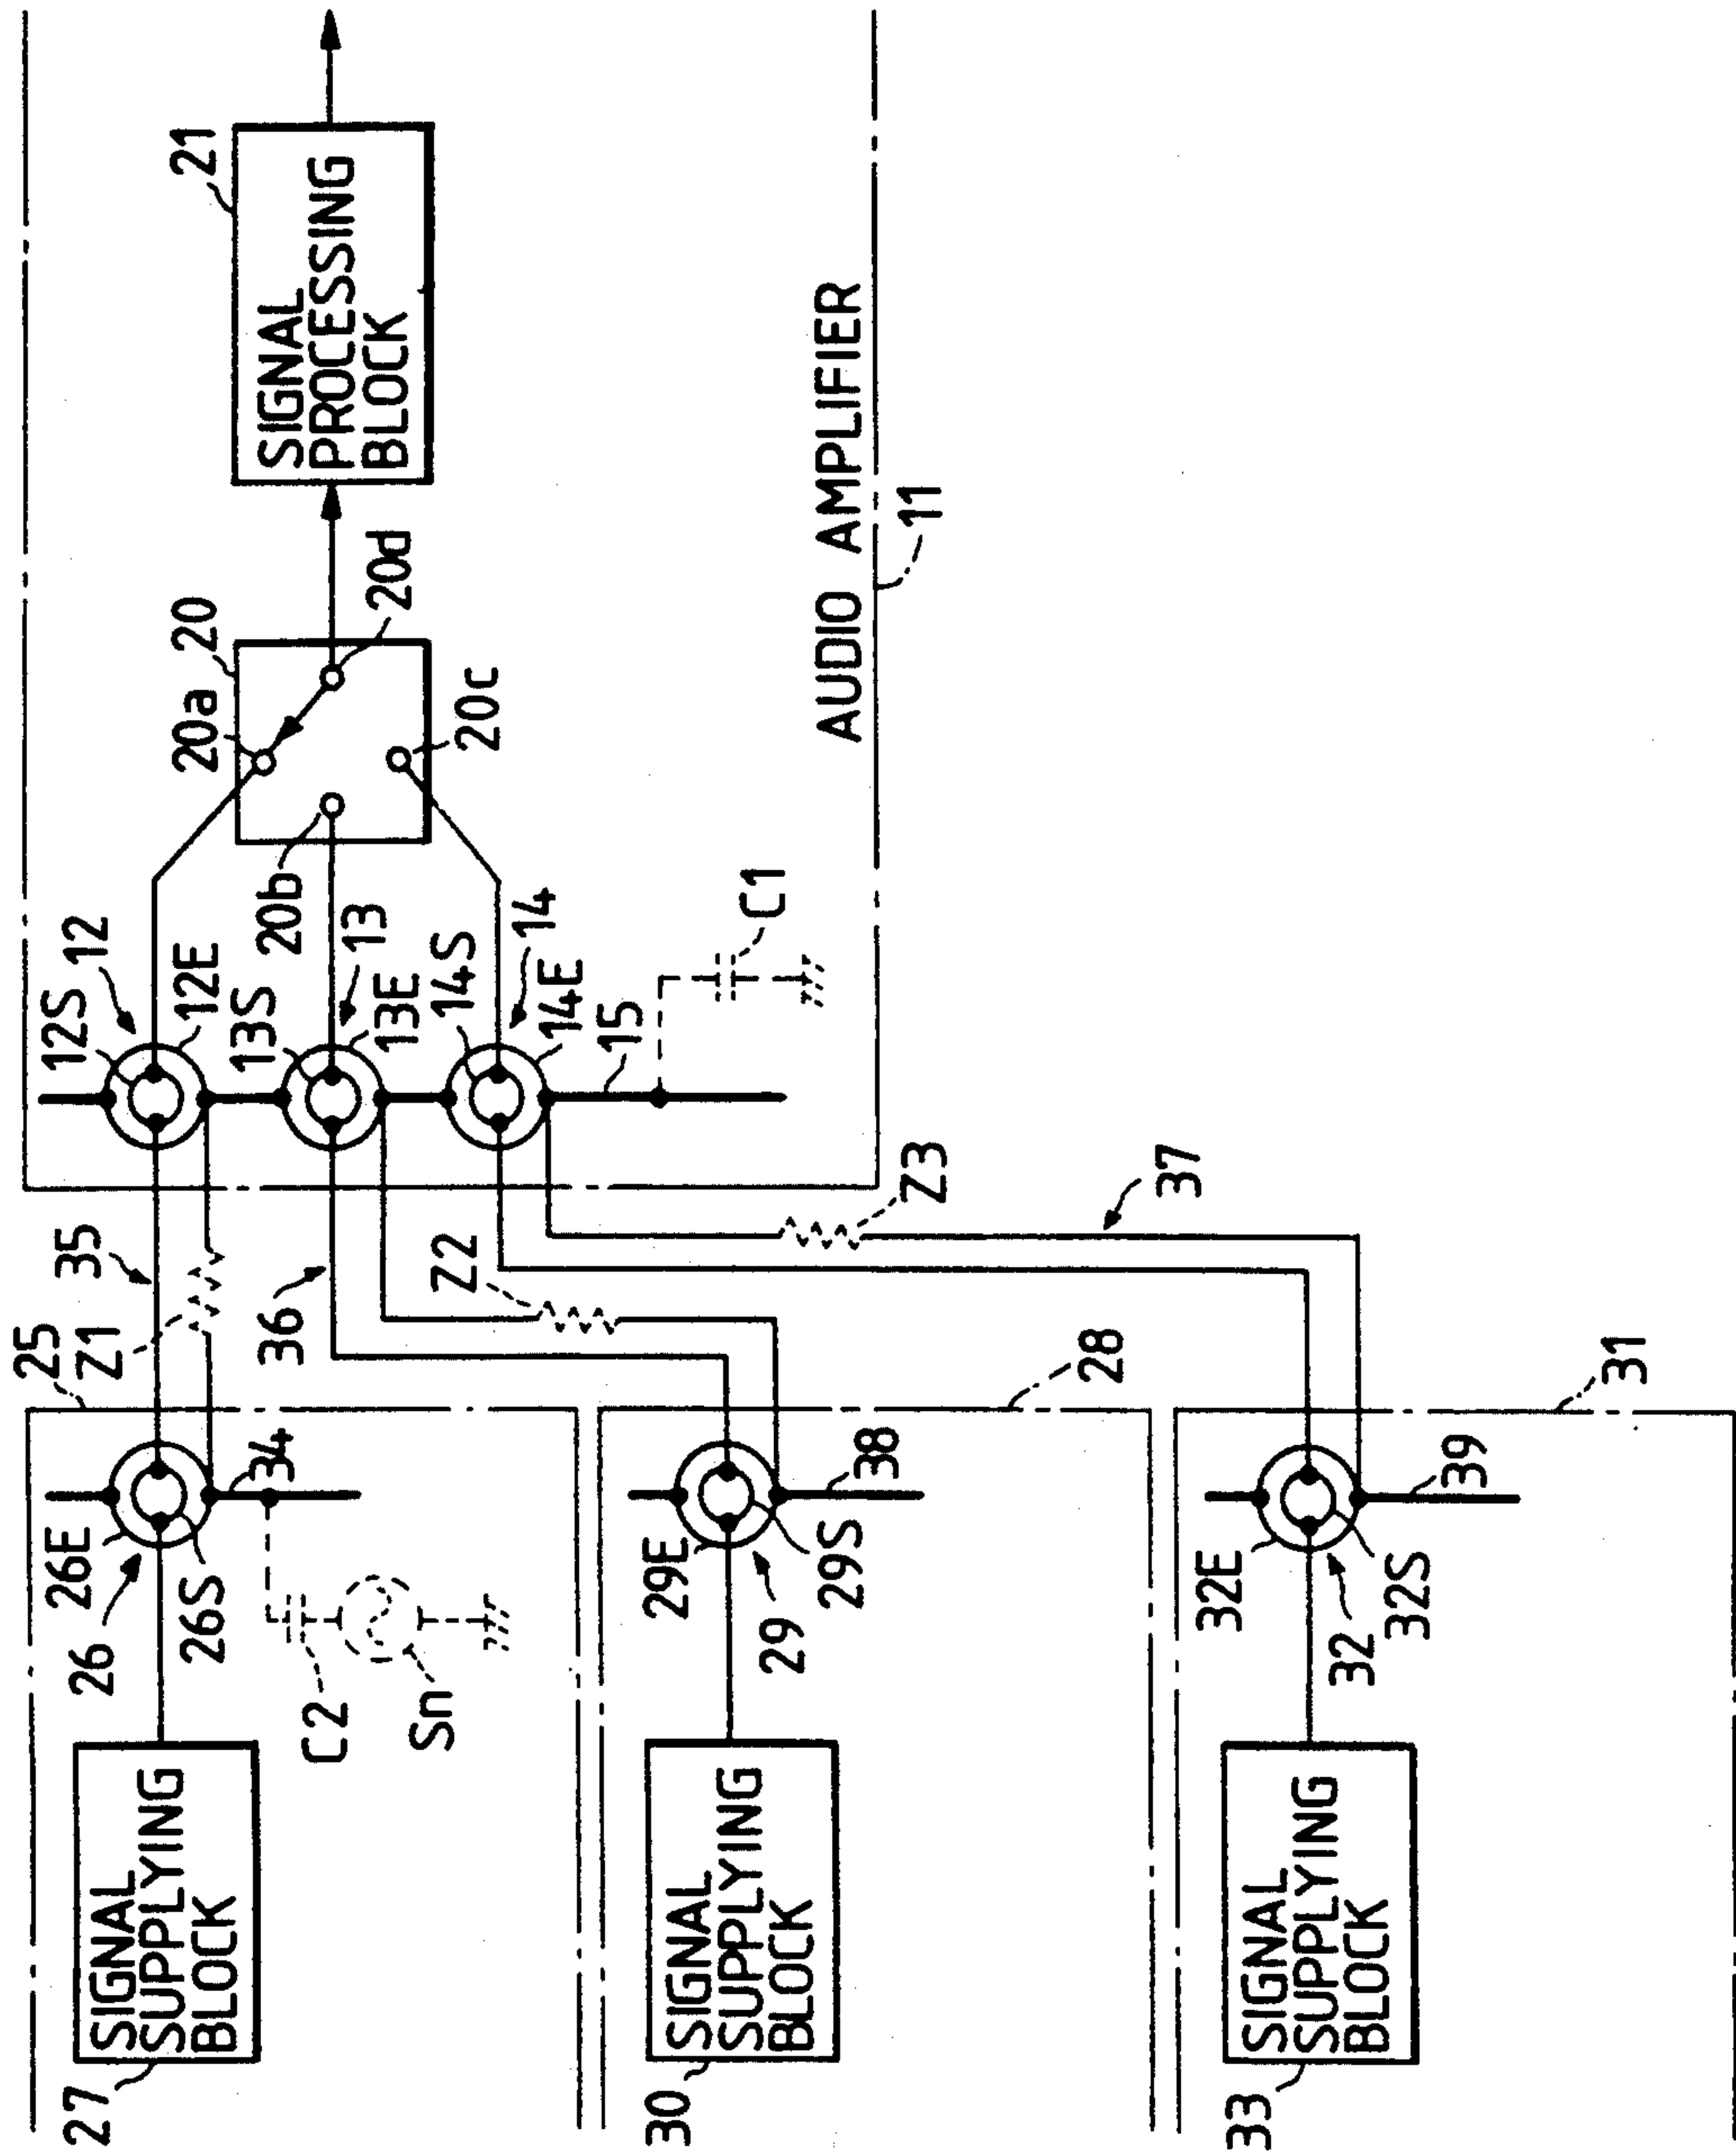 21
SIGNAL
PROCESSING
BLOCK
20
20a
20b
20c
20d
AUDIO AMPLIFIER
11
12S
12
12E
13S
13
13E
14S
14
14E
15
C1
35
Z1
36
Z2
37
Z3
25
26E
26
26S
34
C2
Sn
27
SIGNAL
SUPPLYING
BLOCK
28
29E
29
29S
38
30
SIGNAL
SUPPLYING
BLOCK
31
32E
32
32S
39
33
SIGNAL
SUPPLYING
BLOCK